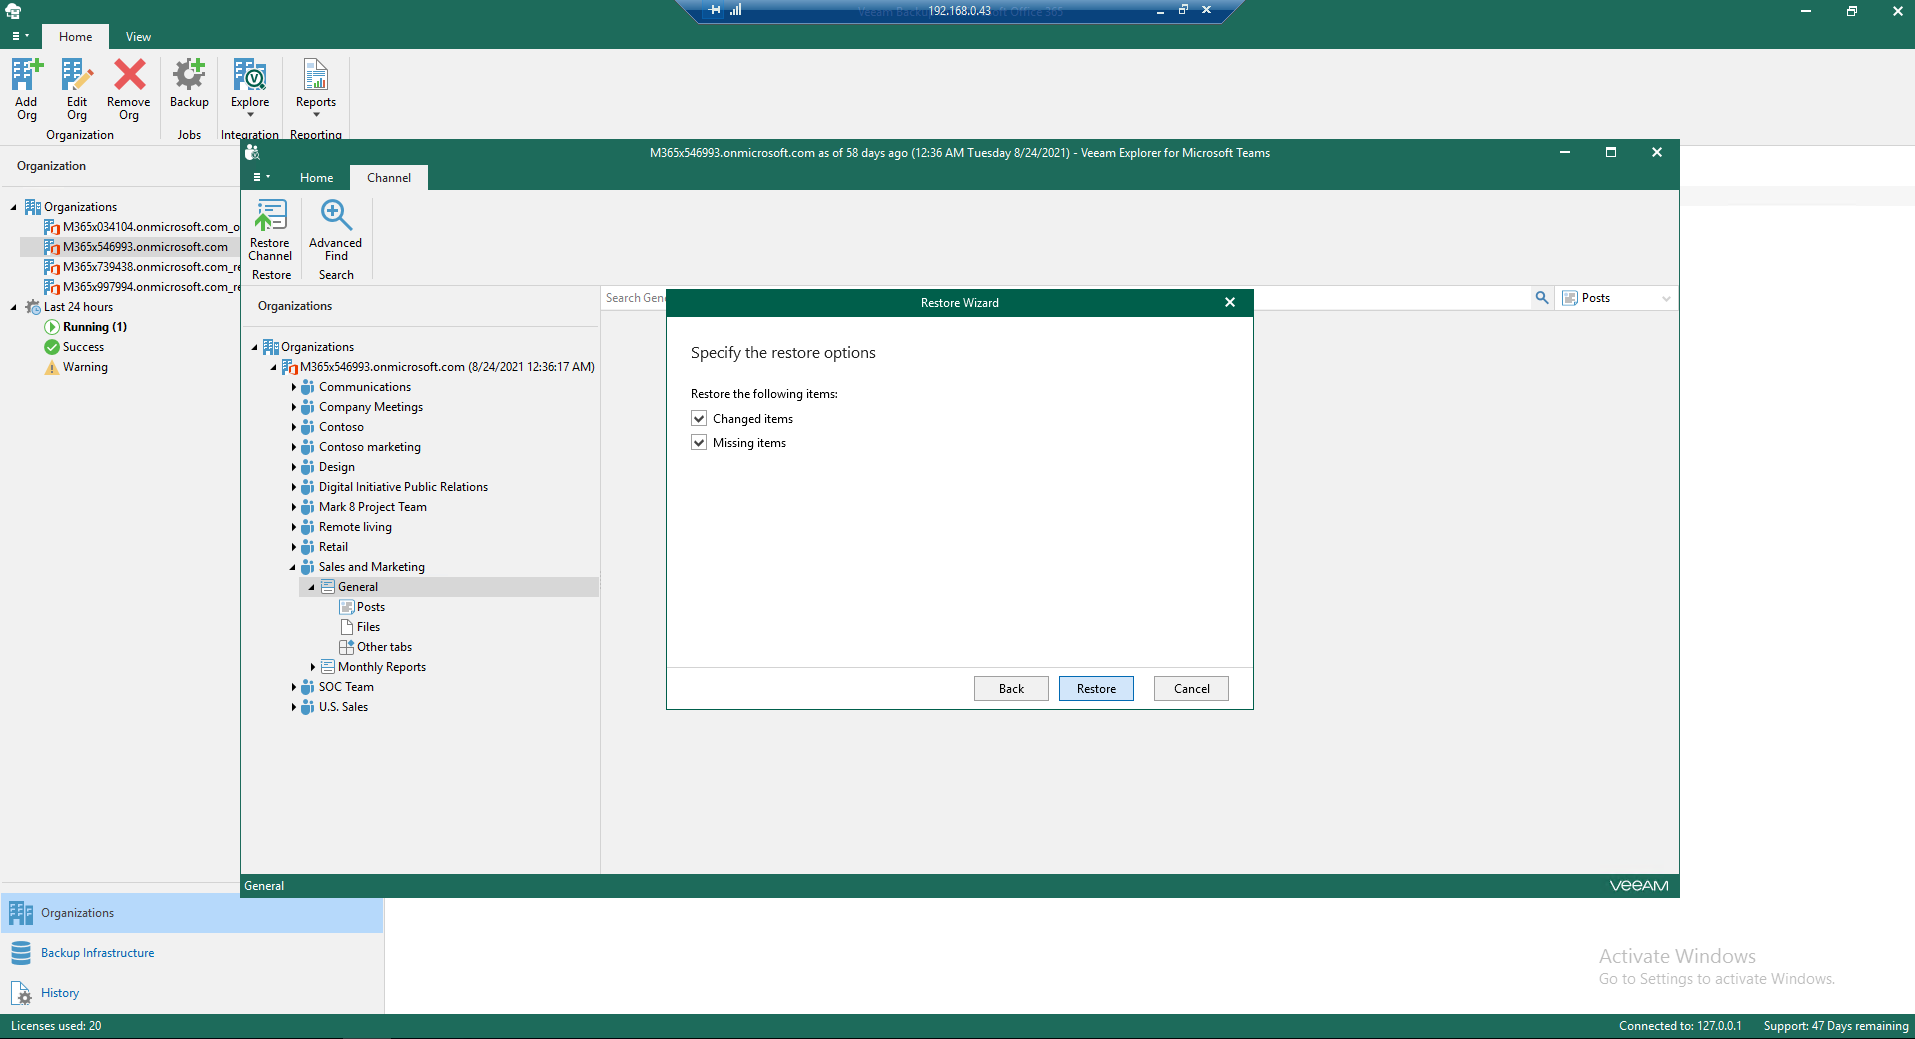 192.168.0.43
Home
View
Add Org
Edit Org
Remove Org
Backup
Explore
Reports
Organization
Jobs
Integration
Reporting
Organization
Organizations
M365x034104.onmicrosoft.com_o
M365x546993.onmicrosoft.com
M365x739438.onmicrosoft.com_re
M365x997994.onmicrosoft.com_re
Last 24 hours
Running (1)
Success
Warning
M365x546993.onmicrosoft.com as of 58 days ago (12:36 AM Tuesday 8/24/2021) - Veeam Explorer for Microsoft Teams
Home
Channel
Restore Channel
Advanced Find
Restore
Search
Organizations
Search Gene
Posts
Organizations
M365x546993.onmicrosoft.com (8/24/2021 12:36:17 AM)
Communications
Company Meetings
Contoso
Contoso marketing
Design
Digital Initiative Public Relations
Mark 8 Project Team
Remote living
Retail
Sales and Marketing
General
Posts
Files
Other tabs
Monthly Reports
SOC Team
U.S. Sales
Restore Wizard
Specify the restore options
Restore the following items:
Changed items
Missing items
Back
Restore
Cancel
General
VEEAM
Organizations
Backup Infrastructure
History
Activate Windows
Go to Settings to activate Windows.
Licenses used: 20
Connected to: 127.0.0.1
Support: 47 Days remaining